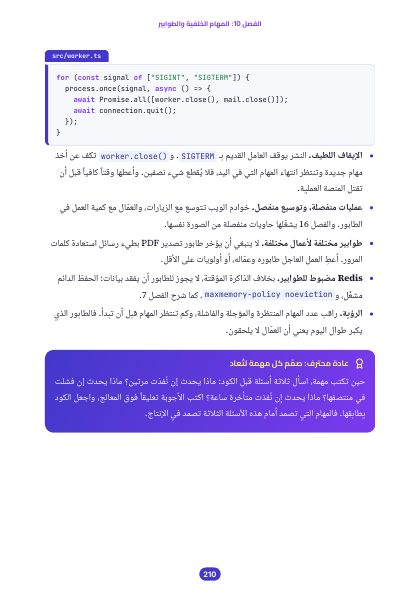 الفصل 10: المهام الخلفية والطوابير
src/worker.ts
for (const signal of ["SIGINT", "SIGTERM"]) {
process.once(signal, async () => {
await Promise.all([worker.close(), mail.close()]);
await connection.quit();
});
}
• الإيقاف اللطيف. النشر يوقف العامل القديم بـ SIGTERM. و worker.close() تكف عن أخذ
مهام جديدة وتنتظر انتهاء المهام التي في اليد، فلا يُقطع شيء نصفين. وأعطها وقتاً كافياً قبل أن
تقتل المنصة العملية.
• عمليات منفصلة، وتوسيع منفصل. خوادم الويب تتوسع مع الزيارات، والعمّال مع كمية العمل في
الطابور. والفصل 16 يشغّلها حاويات منفصلة من الصورة نفسها.
• طوابير مختلفة لأعمال مختلفة. لا ينبغي أن يؤخر طابور تصدير PDF بطيء رسائل استعادة كلمات
المرور. أعطِ العمل العاجل طابوره وعمّاله، أو أولويات على الأقل.
• Redis مضبوط للطوابير. بخلاف الذاكرة المؤقتة، لا يجوز للطابور أن يفقد بيانات: الحفظ الدائم
مشغّل، و maxmemory-policy noeviction، كما شرح الفصل 7.
• الرؤية. راقب عدد المهام المنتظرة والمؤجلة والفاشلة، وكم تنتظر المهام قبل أن تبدأ. فالطابور الذي
يكبر طوال اليوم يعني أن العمّال لا يلحقون.
عادة محترف: صمّم كل مهمة لتُعاد
حين تكتب مهمة، اسأل ثلاثة أسئلة قبل الكود: ماذا يحدث إن نُفذت مرتين؟ ماذا يحدث إن فشلت
في منتصفها؟ ماذا يحدث إن نُفذت متأخرة ساعة؟ اكتب الأجوبة تعليقاً فوق المعالج، واجعل الكود
يطابقها. فالمهام التي تصمد أمام هذه الأسئلة الثلاثة تصمد في الإنتاج.
210